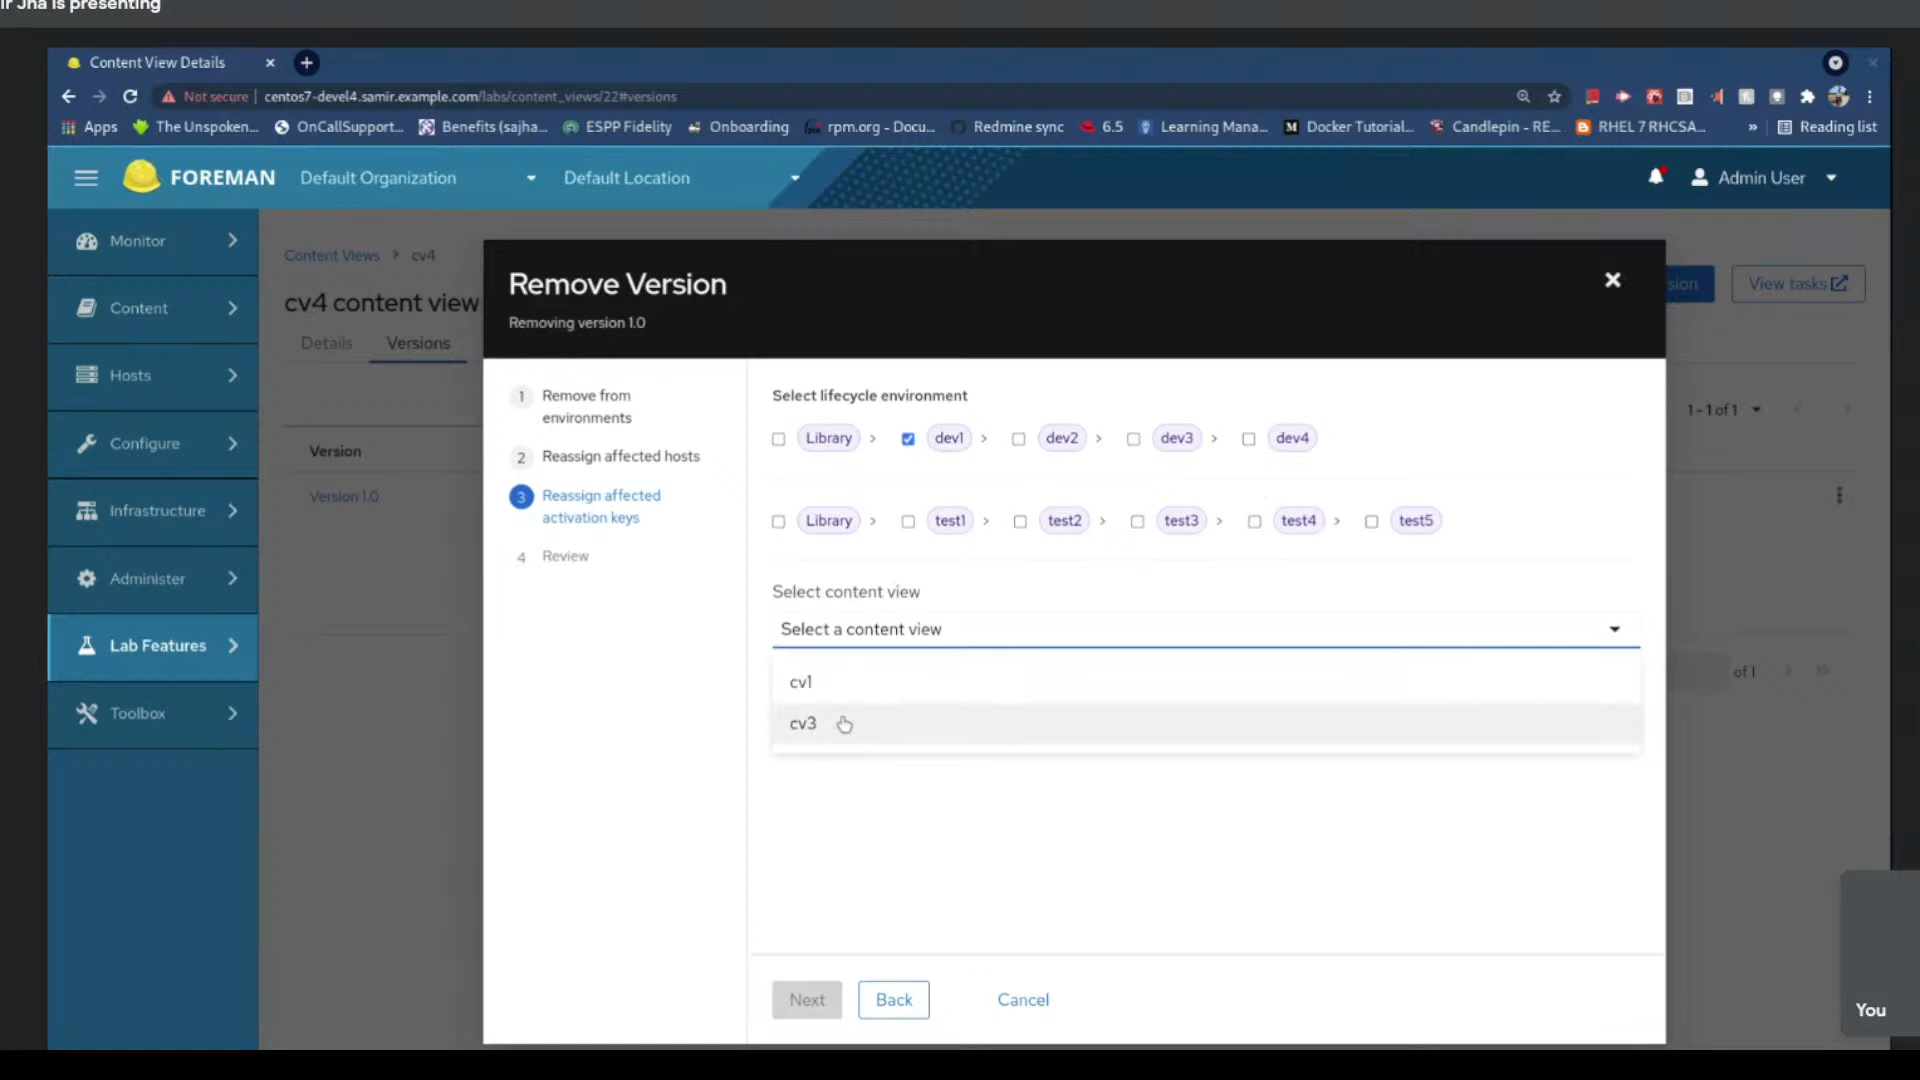 ir Jha is presenting
Content View Details
Not secure | centos7-devel4.samir.example.com/labs/content_views/22#versions
Apps The Unspoken... OnCallSupport... Benefits (sajha... ESPP Fidelity Onboarding rpm.org - Docu... Redmine sync 6.5 Learning Mana... Docker Tutorial... Candlepin - RE... RHEL 7 RHCSA... » Reading list
FOREMAN Default Organization Default Location Admin User
Monitor
Content
Hosts
Configure
Infrastructure
Administer
Lab Features
Toolbox
Content Views > cv4
cv4 content view
sion View tasks
Details Versions
1 - 1 of 1
Version
Version 1.0
of 1
Remove Version
Removing version 1.0
1 Remove from
environments
2 Reassign affected hosts
3 Reassign affected
activation keys
4 Review
Select lifecycle environment
Library > dev1 > dev2 > dev3 > dev4
Library > test1 > test2 > test3 > test4 > test5
Select content view
Select a content view
cv1
cv3
Next Back Cancel
You